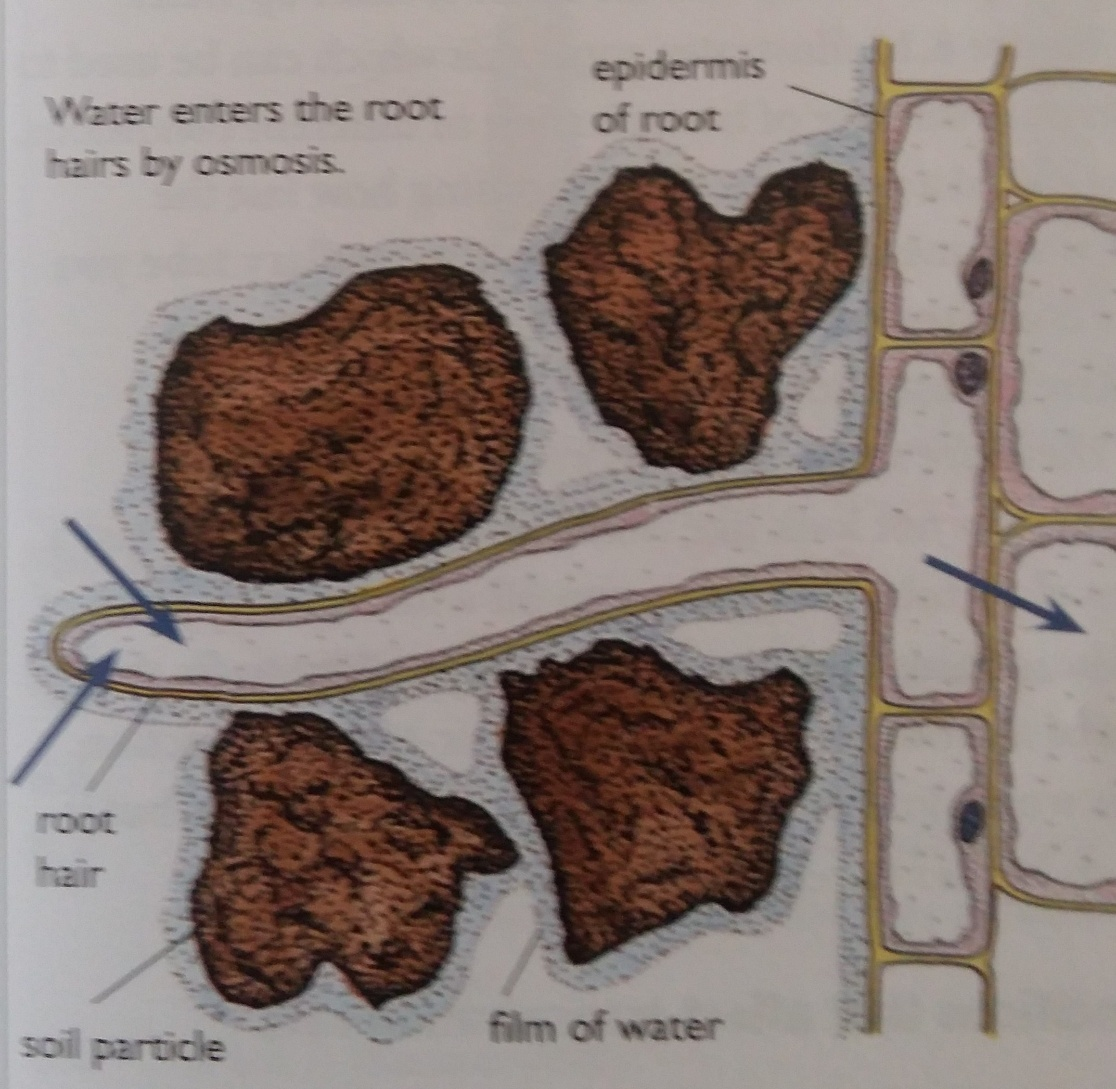 Water enters the root
hairs by osmosis.
epidermis
of root
root
hair
soil particle
film of water